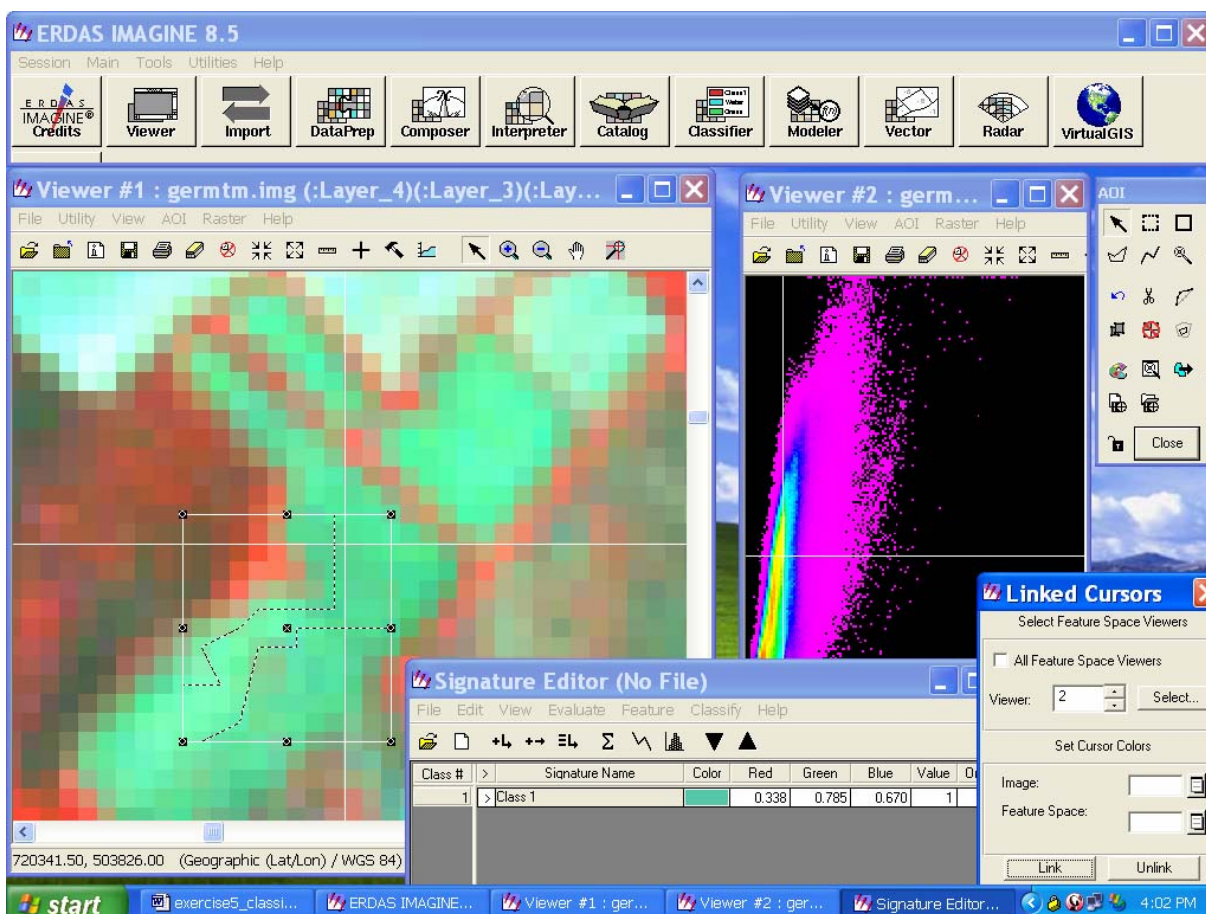 ERDAS IMAGINE 8.5
Session Main Tools Utilities Help
ERDAS
IMAGINE®
Credits
Viewer
Import
DataPrep
Composer
Interpreter
Catalog
Class1
Water
Grass
Classifier
Modeler
Vector
Radar
VirtualGIS
Viewer #1 : germtm.img (:Layer_4)(:Layer_3)(:Lay...
File Utility View AOI Raster Help
720341.50, 503826.00 (Geographic (Lat/Lon) / WGS 84)
Viewer #2 : germ...
File Utility View AOI Raster Help
AOI
Close
Linked Cursors
Select Feature Space Viewers
All Feature Space Viewers
Viewer: 2 Select...
Set Cursor Colors
Image:
Feature Space:
Link Unlink
Signature Editor (No File)
File Edit View Evaluate Feature Classify Help
Class # > Signature Name Color Red Green Blue Value
1 > Class 1 0.338 0.785 0.670 1
start exercise5_classi... ERDAS IMAGINE... Viewer #1 : ger... Viewer #2 : ger... Signature Editor... 4:02 PM